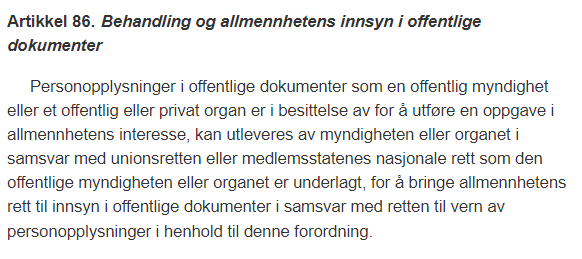 Artikkel 86. Behandling og allmennhetens innsyn i offentlige
dokumenter
Personopplysninger i offentlige dokumenter som en offentlig myndighet
eller et offentlig eller privat organ er i besittelse av for å utføre en oppgave i
allmennhetens interesse, kan utleveres av myndigheten eller organet i
samsvar med unionsretten eller medlemsstatenes nasjonale rett som den
offentlige myndigheten eller organet er underlagt, for å bringe allmennhetens
rett til innsyn i offentlige dokumenter i samsvar med retten til vern av
personopplysninger i henhold til denne forordning.